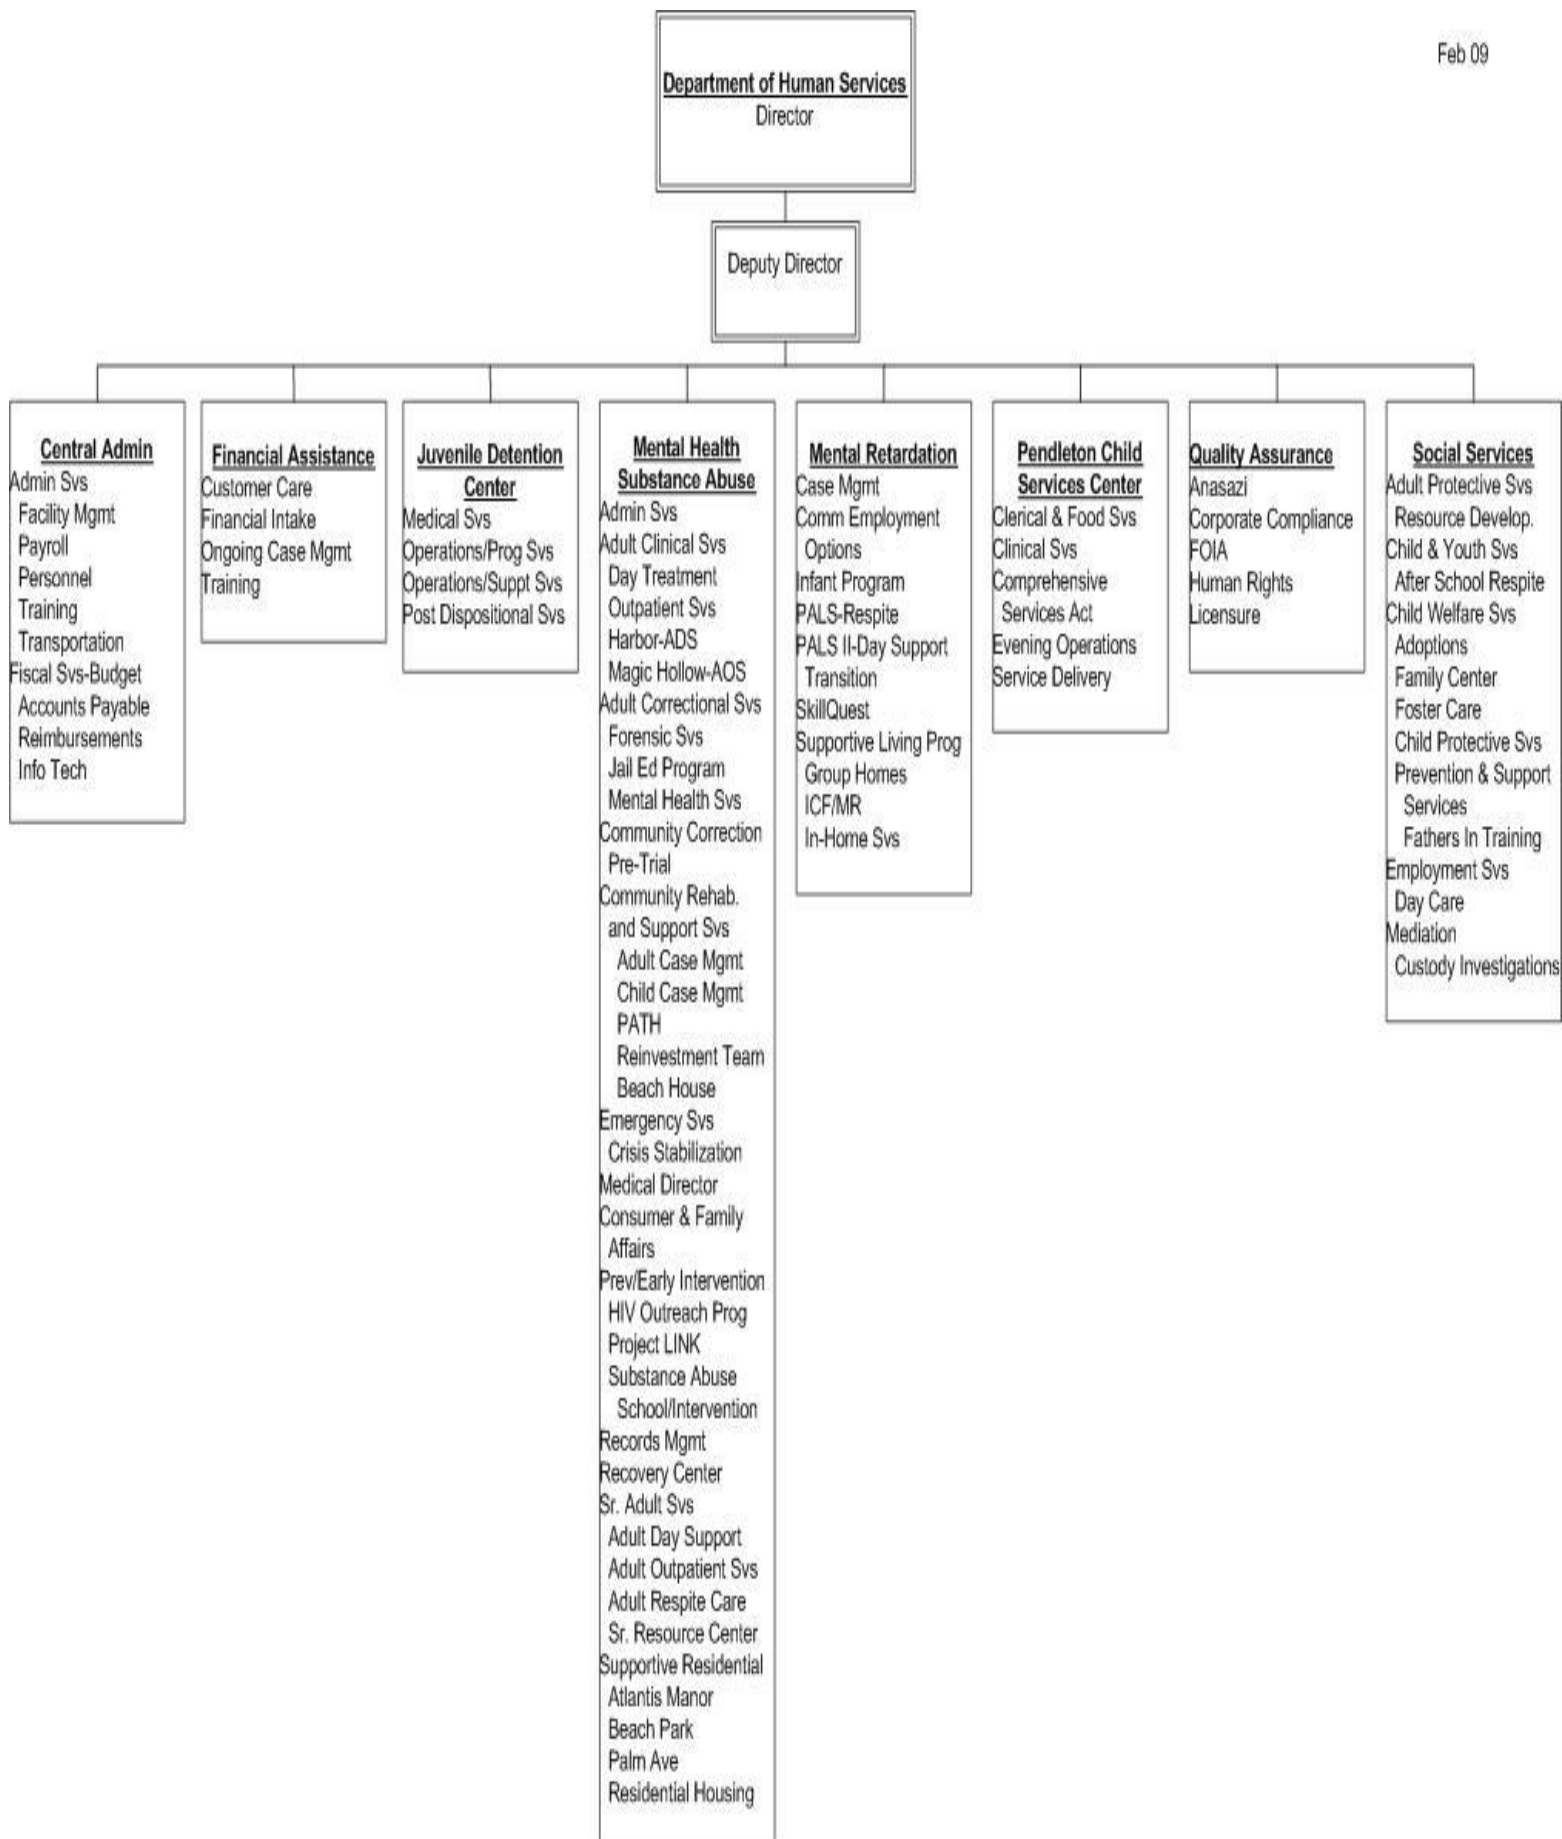 Feb 09
Department of Human Services
Director
Deputy Director
Central Admin
Admin Svs
Facility Mgmt
Payroll
Personnel
Training
Transportation
Fiscal Svs-Budget
Accounts Payable
Reimbursements
Info Tech
Financial Assistance
Customer Care
Financial Intake
Ongoing Case Mgmt
Training
Juvenile Detention
Center
Medical Svs
Operations/Prog Svs
Operations/Suppt Svs
Post Dispositional Svs
Mental Health
Substance Abuse
Admin Svs
Adult Clinical Svs
Day Treatment
Outpatient Svs
Harbor-ADS
Magic Hollow-AOS
Adult Correctional Svs
Forensic Svs
Jail Ed Program
Mental Health Svs
Community Correction
Pre-Trial
Community Rehab.
and Support Svs
Adult Case Mgmt
Child Case Mgmt
PATH
Reinvestment Team
Beach House
Emergency Svs
Crisis Stabilization
Medical Director
Consumer & Family
Affairs
Prev/Early Intervention
HIV Outreach Prog
Project LINK
Substance Abuse
School/Intervention
Records Mgmt
Recovery Center
Sr. Adult Svs
Adult Day Support
Adult Outpatient Svs
Adult Respite Care
Sr. Resource Center
Supportive Residential
Atlantis Manor
Beach Park
Palm Ave
Residential Housing
Mental Retardation
Case Mgmt
Comm Employment
Options
Infant Program
PALS-Respite
PALS II-Day Support
Transition
SkillQuest
Supportive Living Prog
Group Homes
ICF/MR
In-Home Svs
Pendleton Child
Services Center
Clerical & Food Svs
Clinical Svs
Comprehensive
Services Act
Evening Operations
Service Delivery
Quality Assurance
Anasazi
Corporate Compliance
FOIA
Human Rights
Licensure
Social Services
Adult Protective Svs
Resource Develop.
Child & Youth Svs
After School Respite
Child Welfare Svs
Adoptions
Family Center
Foster Care
Child Protective Svs
Prevention & Support
Services
Fathers In Training
Employment Svs
Day Care
Mediation
Custody Investigations